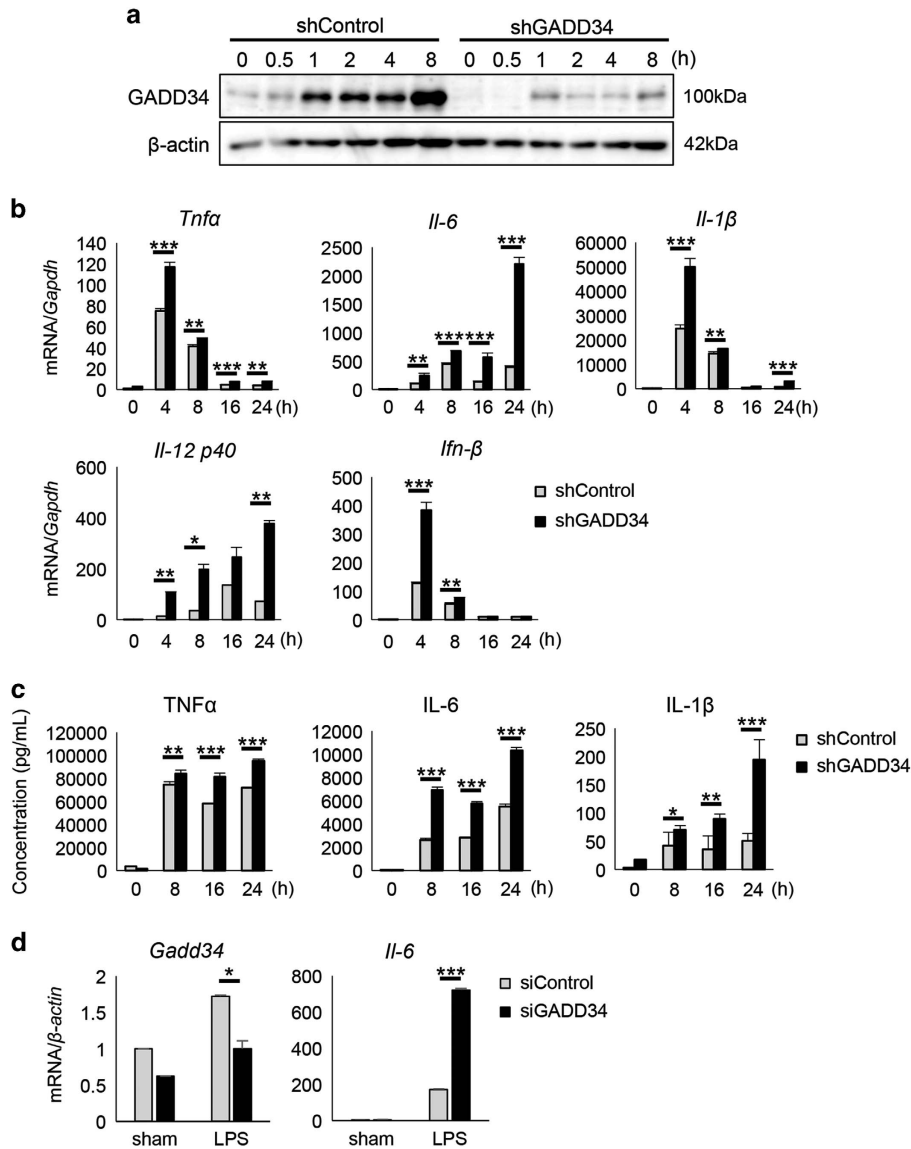 a
shControl shGADD34
0 0.5 1 2 4 8 0 0.5 1 2 4 8 (h)
GADD34 100kDa
β-actin 42kDa
b
Tnfα
mRNA/Gapdh
140
120
100
80
60
40
20
0
*** ** *** **
0 4 8 16 24 (h)
Il-6
2500
2000
1500
1000
500
0
** *** *** ***
0 4 8 16 24 (h)
Il-1β
60000
50000
40000
30000
20000
10000
0
*** ** ***
0 4 8 16 24 (h)
Il-12 p40
mRNA/Gapdh
600
400
200
0
** * **
0 4 8 16 24 (h)
Ifn-β
500
400
300
200
100
0
*** **
0 4 8 16 24 (h)
shControl
shGADD34
c
TNFα
Concentration (pg/mL)
120000
100000
80000
60000
40000
20000
0
** *** ***
0 8 16 24 (h)
IL-6
12000
10000
8000
6000
4000
2000
0
*** *** ***
0 8 16 24 (h)
IL-1β
250
200
150
100
50
0
* ** ***
0 8 16 24 (h)
shControl
shGADD34
d
Gadd34
mRNA/β-actin
2
1.5
1
0.5
0
*
sham LPS
Il-6
800
600
400
200
0
***
sham LPS
siControl
siGADD34